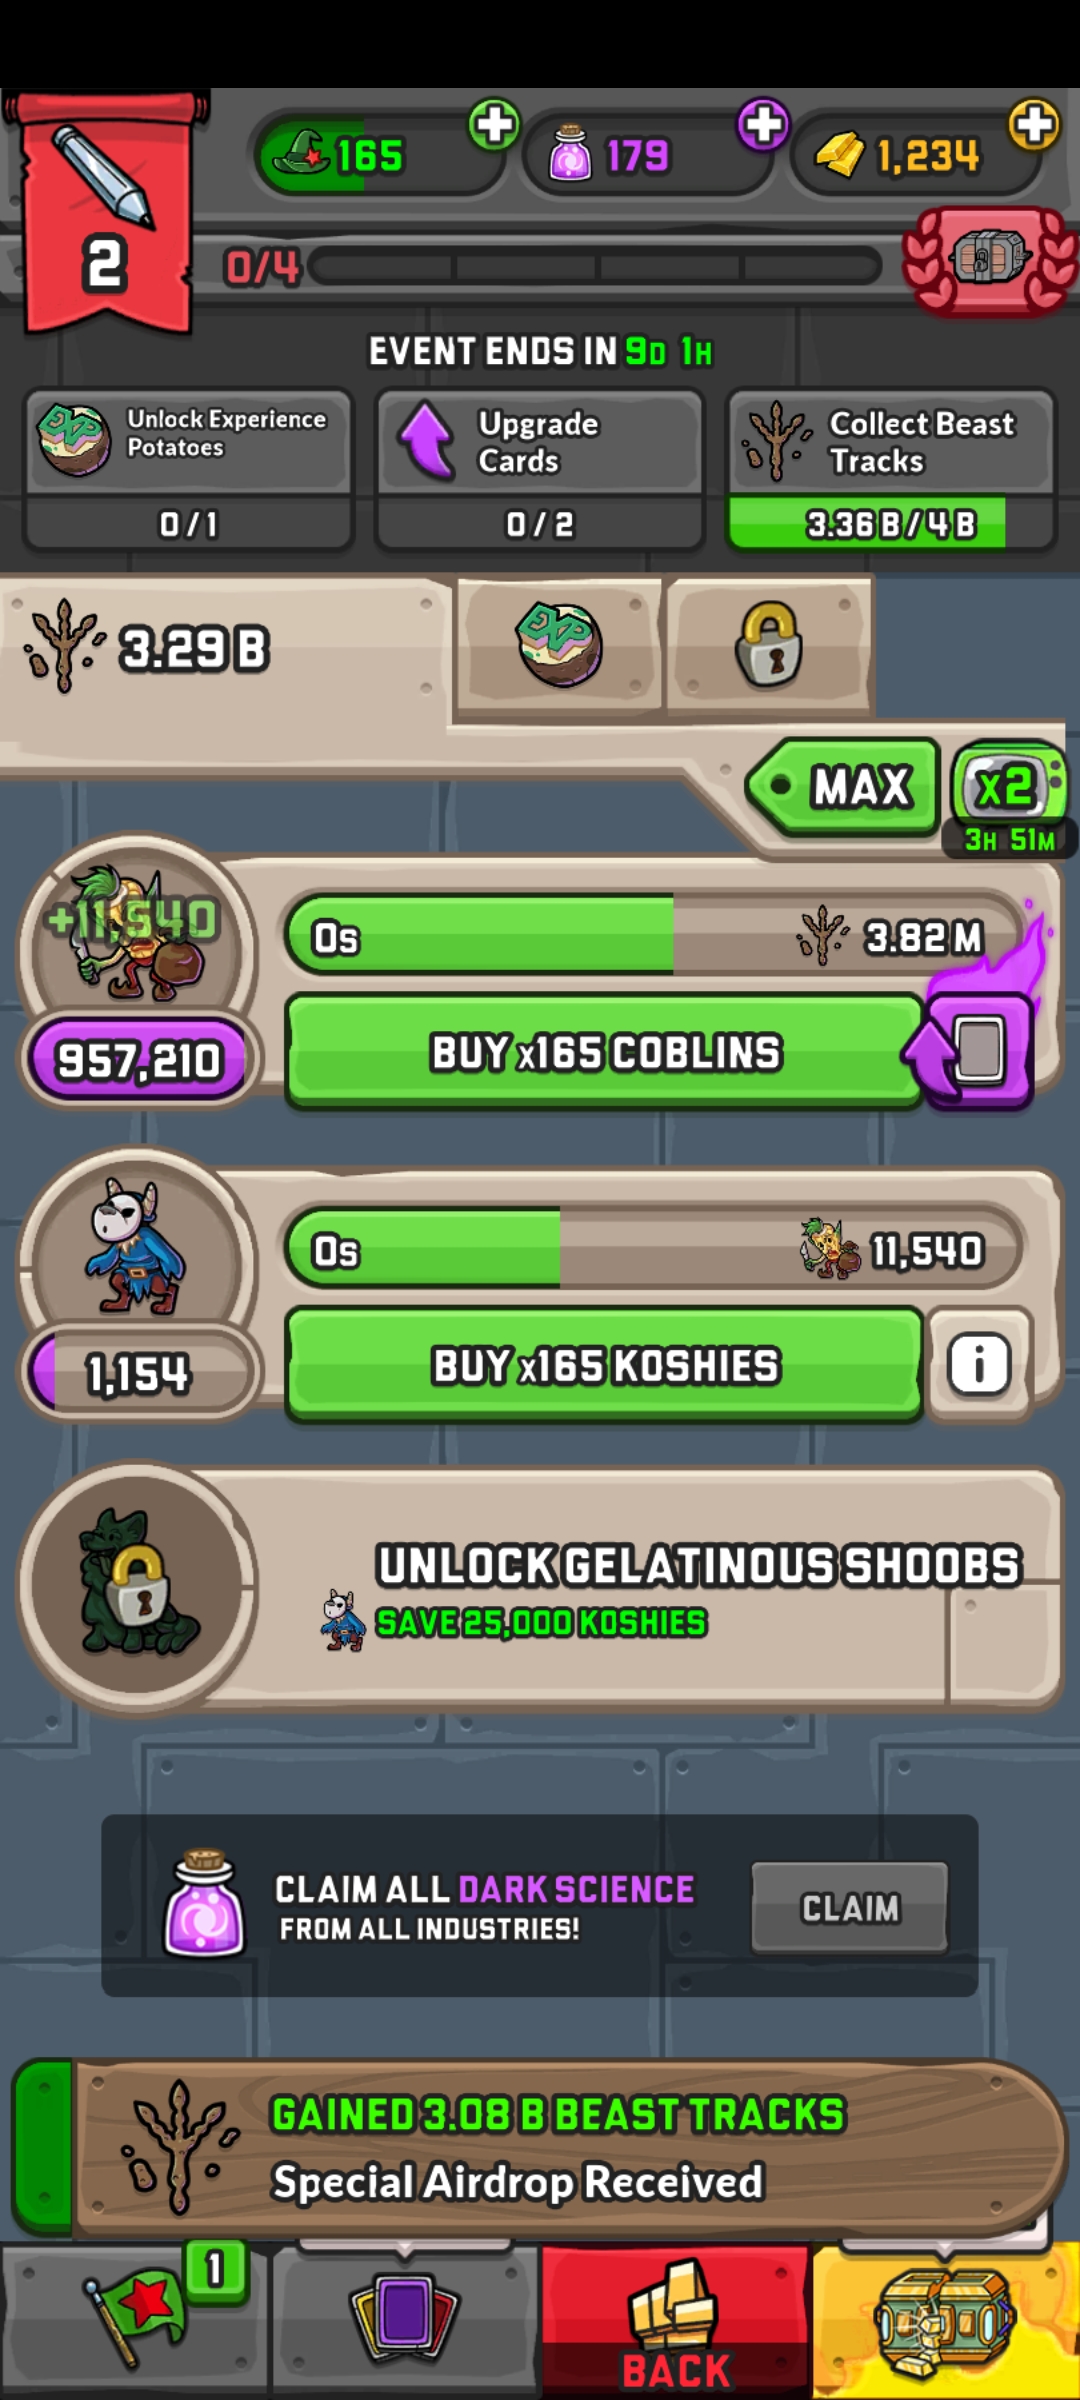 165
179
1,234
2
0/4
EVENT ENDS IN 9D 1H
Unlock Experience
Potatoes
0/1
Upgrade
Cards
0/2
Collect Beast
Tracks
3.36 B/4 B
3.29 B
EXP
MAX
x2
3H 51M
+11,540
0s
3.82 M
957,210
BUY x165 COBLINS
0s
11,540
1,154
BUY x165 KOSHIES
i
UNLOCK GELATINOUS SHOOBS
SAVE 25,000 KOSHIES
CLAIM ALL DARK SCIENCE
FROM ALL INDUSTRIES!
CLAIM
GAINED 3.08 B BEAST TRACKS
Special Airdrop Received
1
BACK